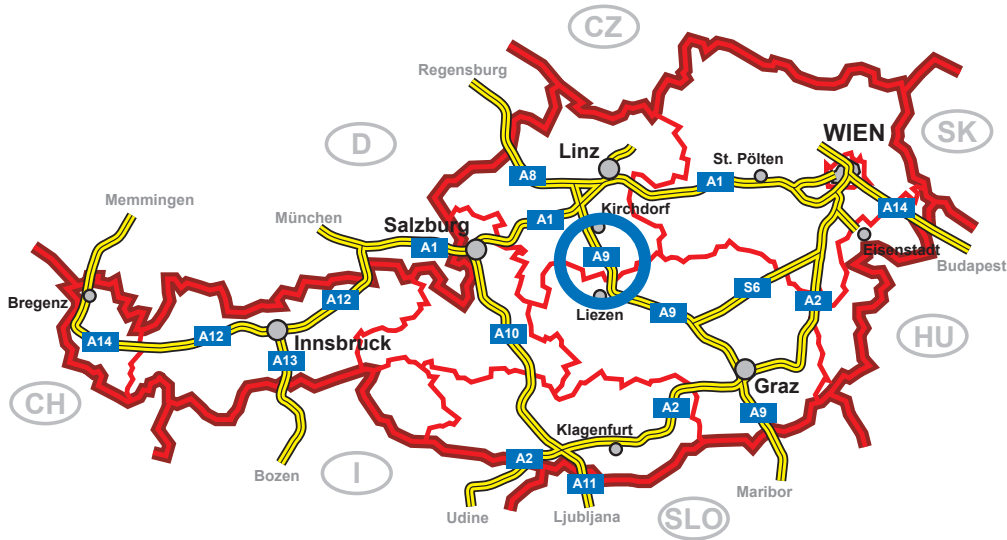 CZ
Regensburg
D
SK
WIEN
Linz
St. Pölten
A8
A1
A14
Memmingen
München
Salzburg
A1
Kirchdorf
Eisenstadt
Budapest
A1
A9
Bregenz
A12
Liezen
A9
S6
A2
A14
A12
Innsbruck
A10
HU
A13
CH
Graz
A2
A9
Klagenfurt
Bozen
I
A2
A11
Maribor
Udine
Ljubljana
SLO